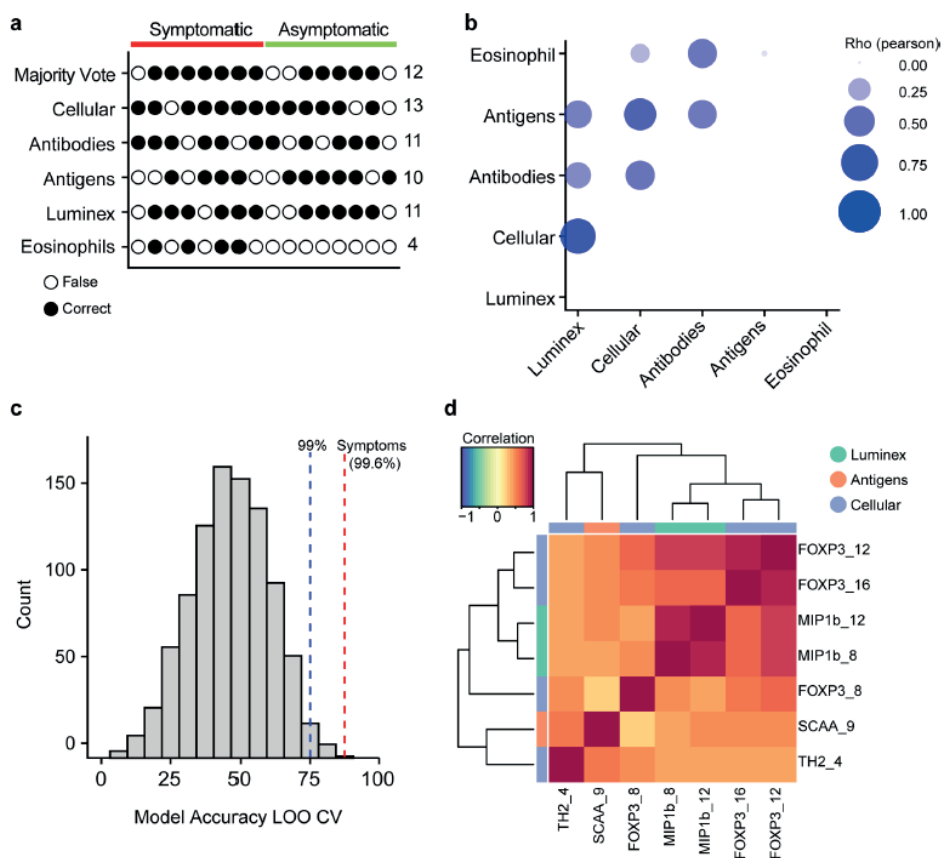 a
Symptomatic Asymptomatic
Majority Vote 12
Cellular 13
Antibodies 11
Antigens 10
Luminex 11
Eosinophils 4
False
Correct
b
Eosinophil
Antigens
Antibodies
Cellular
Luminex
Luminex
Cellular
Antibodies
Antigens
Eosinophil
Rho (pearson)
0.00
0.25
0.50
0.75
1.00
c
99% Symptoms
(99.6%)
Count
150
100
50
0
0 25 50 75 100
Model Accuracy LOO CV
d
Correlation
−1 0 1
Luminex
Antigens
Cellular
FOXP3_12
FOXP3_16
MIP1b_12
MIP1b_8
FOXP3_8
SCAA_9
TH2_4
TH2_4
SCAA_9
FOXP3_8
MIP1b_8
MIP1b_12
FOXP3_16
FOXP3_12